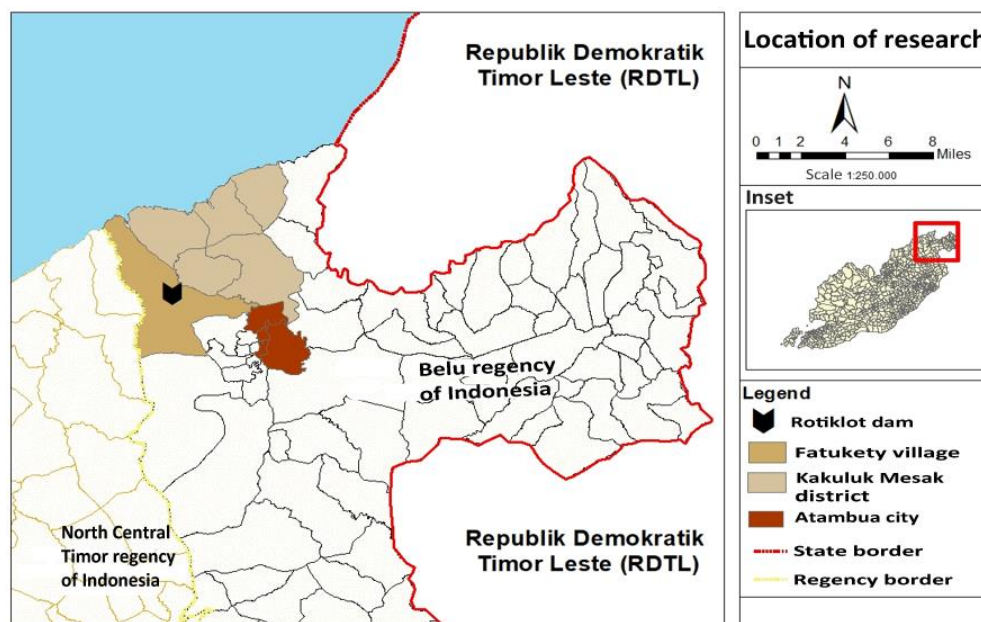 Republik Demokratik
Timor Leste (RDTL)
Belu regency
of Indonesia
North Central
Timor regency
of Indonesia
Republik Demokratik
Timor Leste (RDTL)
Location of research
N
0 1 2 4 6 8
Miles
Scale 1:250.000
Inset
Legend
Rotiklot dam
Fatukety village
Kakuluk Mesak
district
Atambua city
State border
Regency border